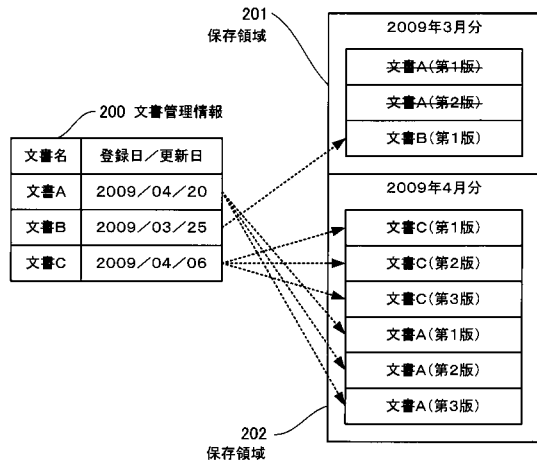 201
保存領域
2009年3月分
文書A(第1版)
文書A(第2版)
文書B(第1版)
200 文書管理情報
文書名 登録日/更新日
文書A 2009/04/20
文書B 2009/03/25
文書C 2009/04/06
2009年4月分
文書C(第1版)
文書C(第2版)
文書C(第3版)
文書A(第1版)
文書A(第2版)
文書A(第3版)
202
保存領域